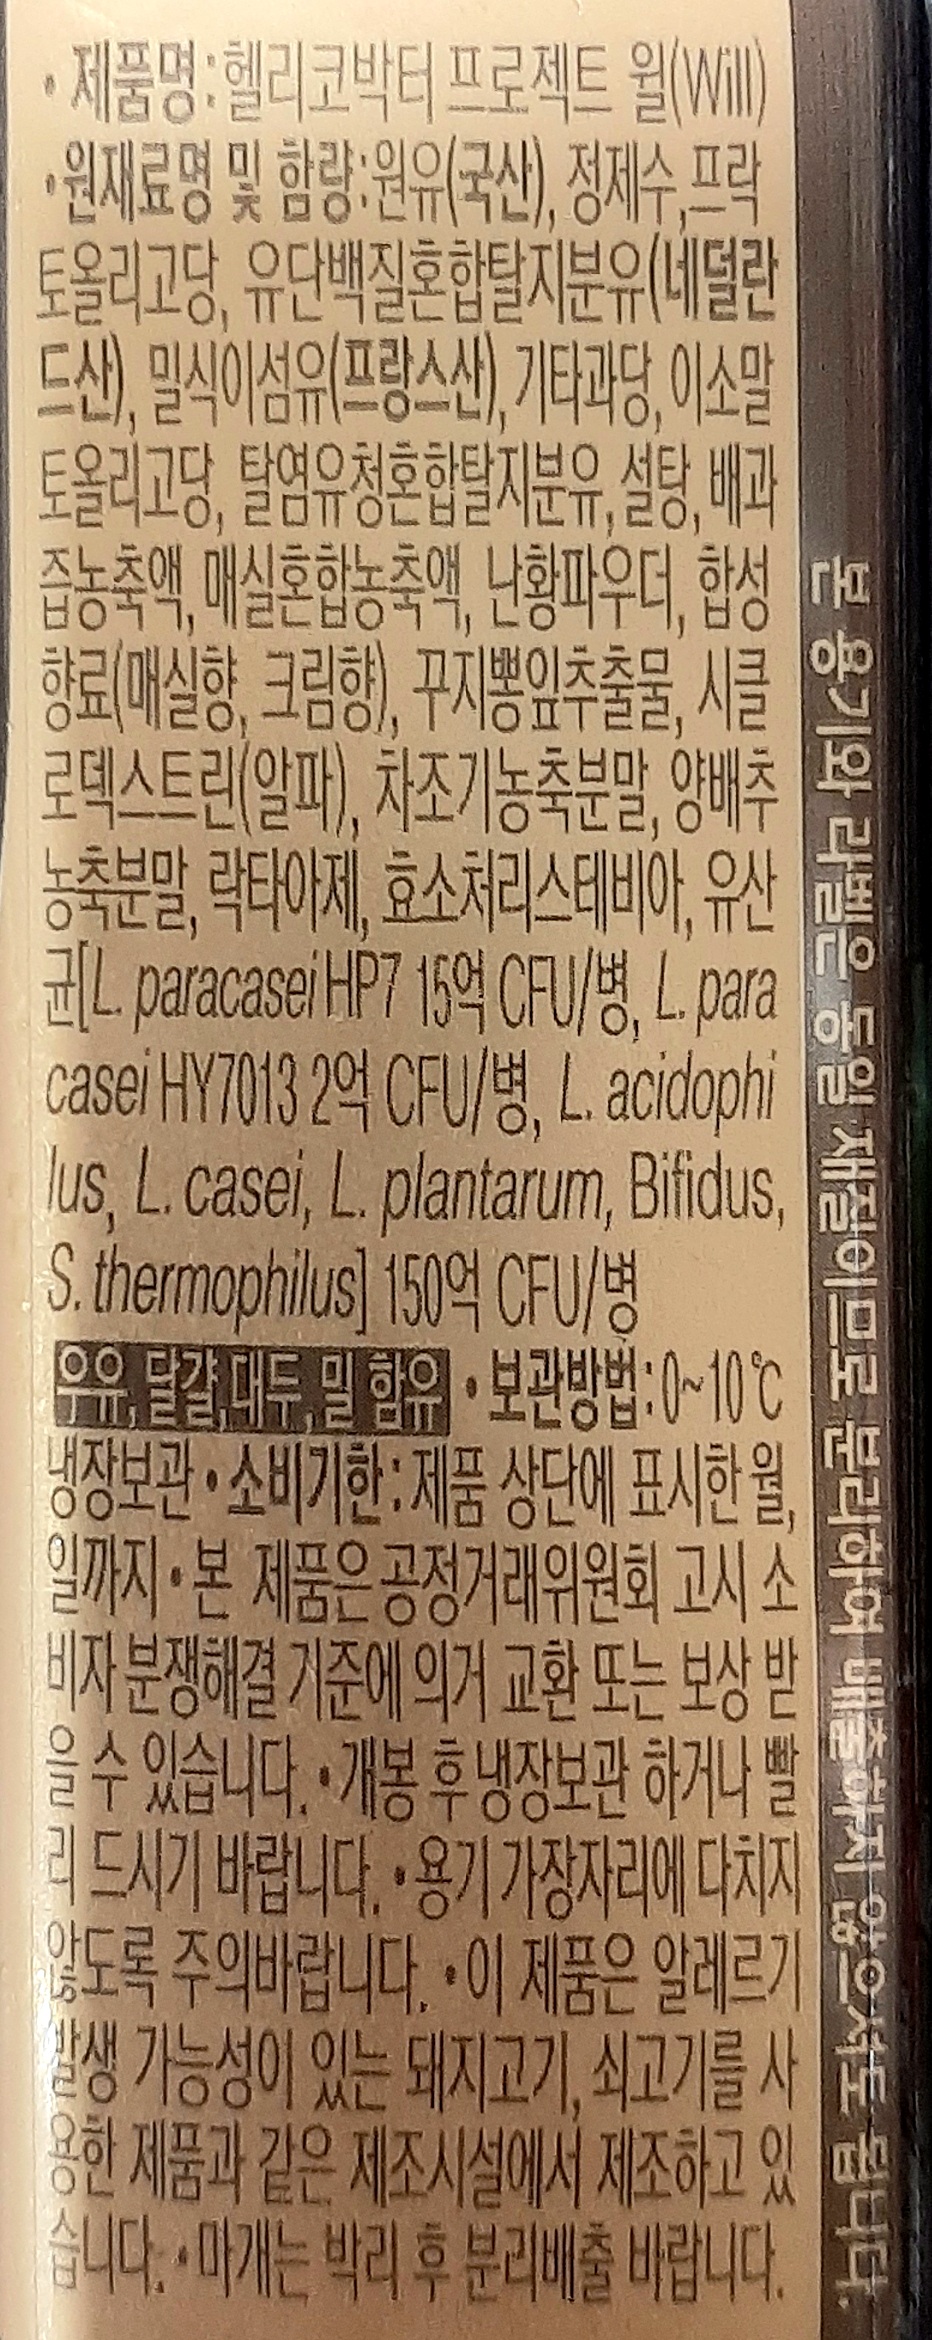 • 제품명:헬리코박터 프로젝트 윌(Will)
•원재료명 및 함량:원유(국산), 정제수,프락
토올리고당, 유단백질혼합탈지분유(네덜란
드산), 밀식이섬유(프랑스산), 기타과당, 이소말
토올리고당, 탈염유청혼합탈지분유, 설탕, 배과
즙농축액, 매실혼합농축액, 난황파우더, 합성
향료(매실향, 크림향), 꾸지뽕잎추출물, 시클
로덱스트린(알파), 차조기농축분말, 양배추
농축분말, 락타아제, 효소처리스테비아, 유산
균[L. paracasei HP7 15억 CFU/병, L. para
casei HY7013 2억 CFU/병, L. acidophi
lus, L. casei, L. plantarum, Bifidus,
S. thermophilus] 150억 CFU/병
우유,달걀,대두,밀 함유 • 보관방법:0~10℃
냉장보관 • 소비기한: 제품 상단에 표시한 월,
일까지 • 본 제품은 공정거래위원회 고시 소
비자 분쟁해결 기준에 의거 교환 또는 보상 받
을 수 있습니다. • 개봉 후 냉장보관 하거나 빨
리 드시기 바랍니다. • 용기 가장자리에 다치지
않도록 주의바랍니다. • 이 제품은 알레르기
발생 가능성이 있는 돼지고기, 쇠고기를 사
용한 제품과 같은 제조시설에서 제조하고 있
습니다. • 마개는 박리 후 분리배출 바랍니다.
본 용기와 라벨은 동일 재질이므로 분리하여 배출하지 않으셔도 됩니다.